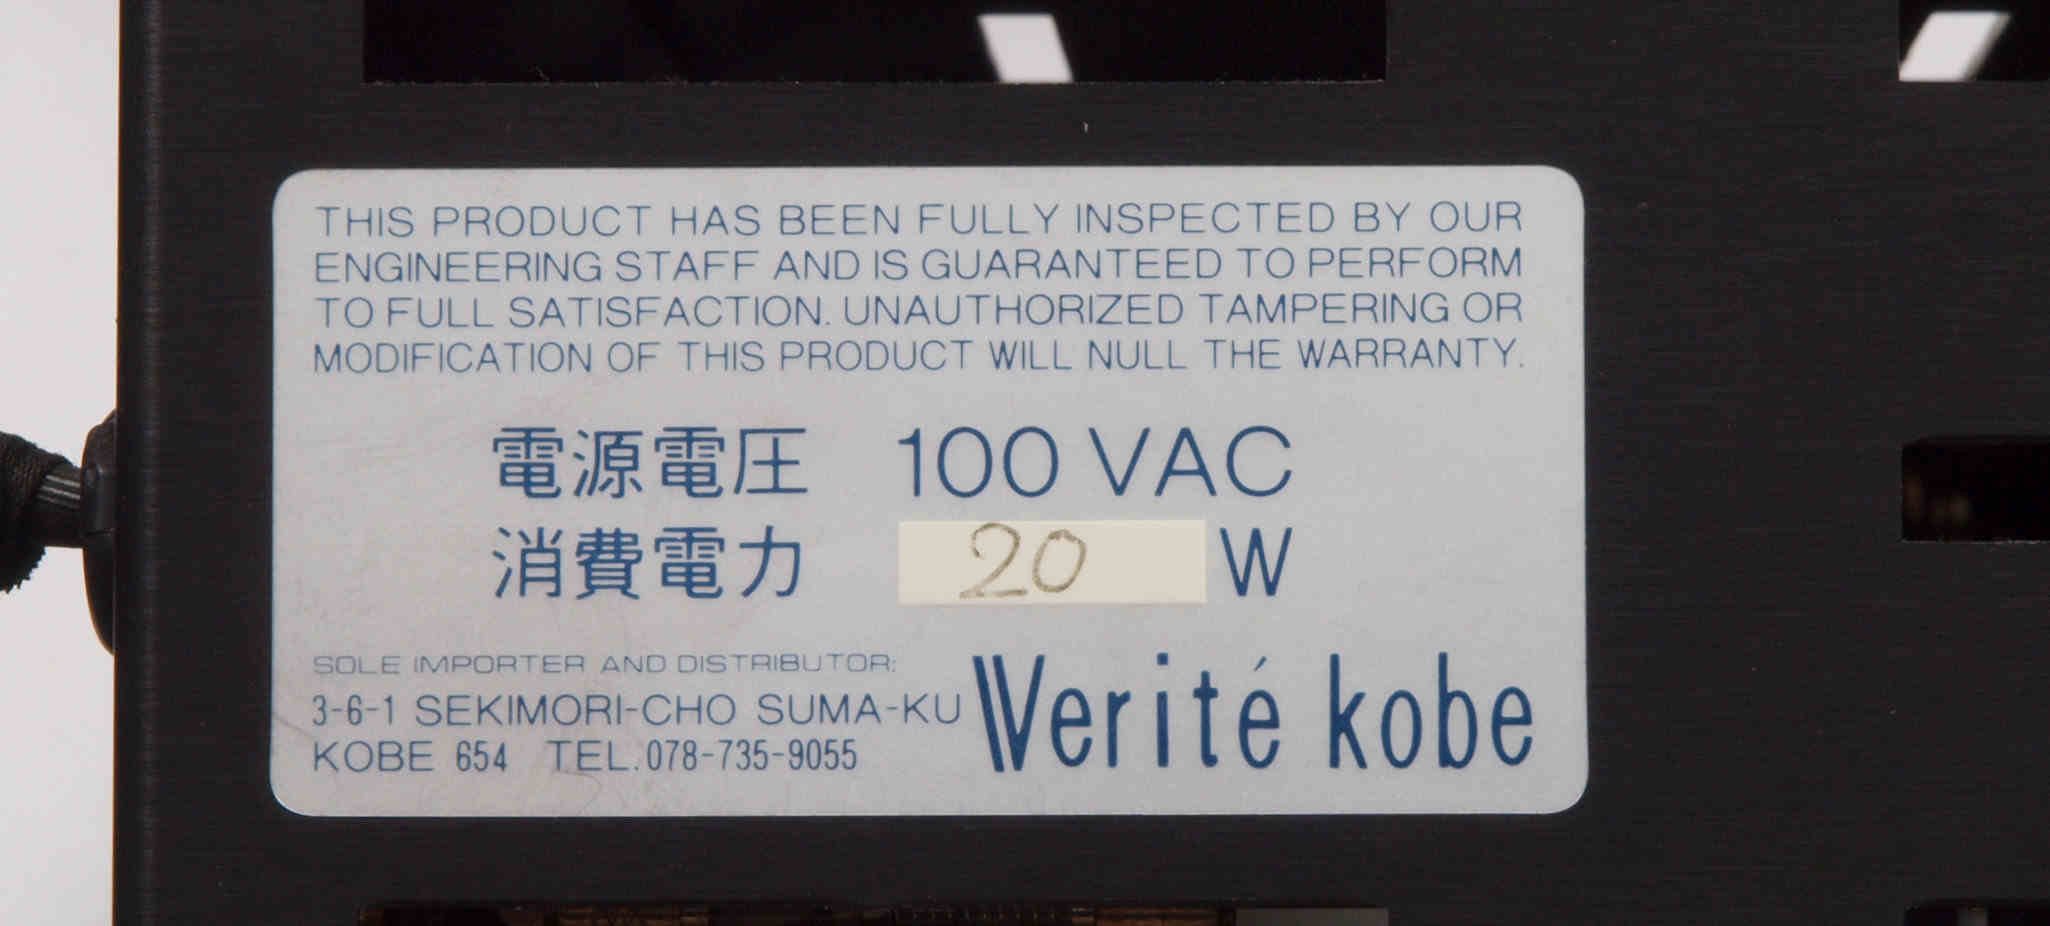 THIS PRODUCT HAS BEEN FULLY INSPECTED BY OUR
ENGINEERING STAFF AND IS GUARANTEED TO PERFORM
TO FULL SATISFACTION. UNAUTHORIZED TAMPERING OR
MODIFICATION OF THIS PRODUCT WILL NULL THE WARRANTY.
電源電圧 100 VAC
消費電力 20 W
SOLE IMPORTER AND DISTRIBUTOR:
3-6-1 SEKIMORI-CHO SUMA-KU
KOBE 654 TEL.078-735-9055
Verité kobe